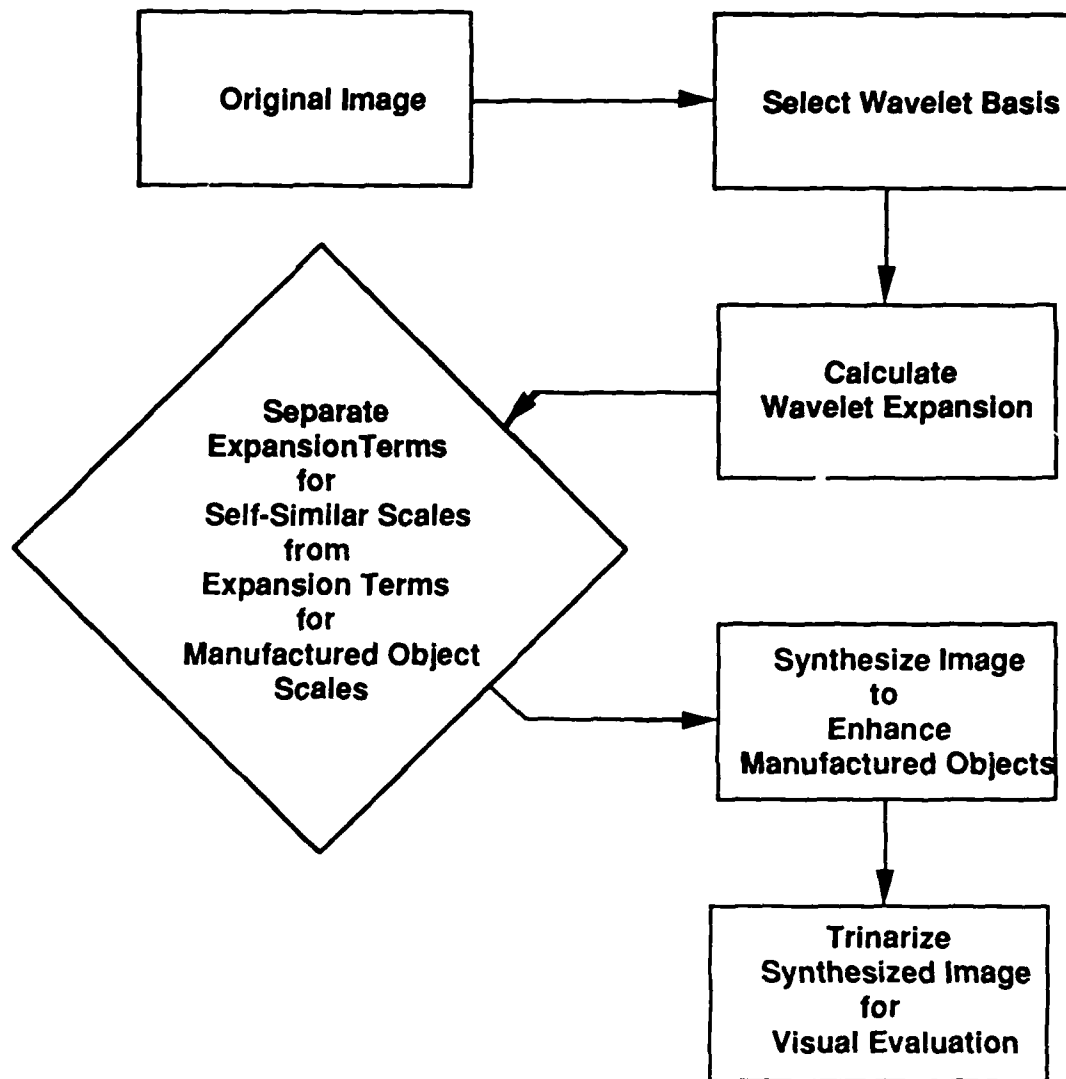 Original Image
Select Wavelet Basis
Calculate
Wavelet Expansion
Separate
ExpansionTerms
for
Self-Similar Scales
from
Expansion Terms
for
Manufactured Object
Scales
Synthesize Image
to
Enhance
Manufactured Objects
Trinarize
Synthesized Image
for
Visual Evaluation